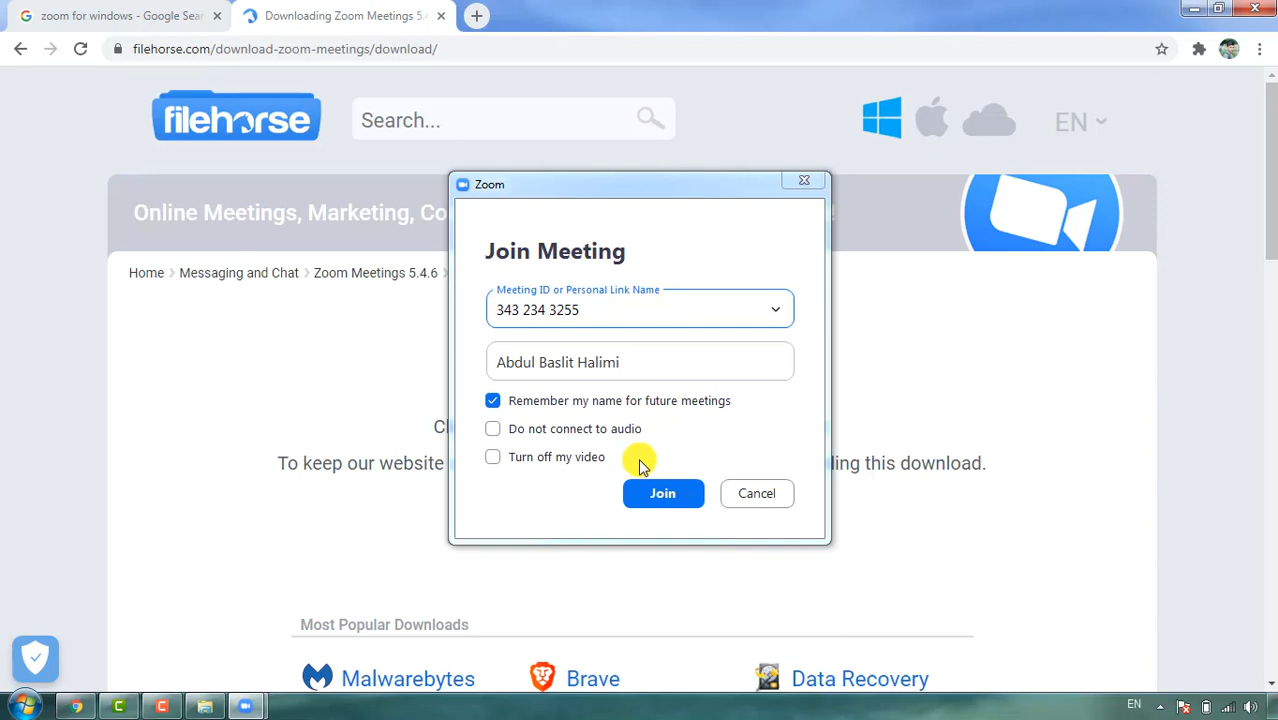 zoom for windows - Google Sear
Downloading Zoom Meetings 5.4
filehorse.com/download-zoom-meetings/download/
filehorse
Search...
EN
Online Meetings, Marketing, Co
Home > Messaging and Chat > Zoom Meetings 5.4.6 >
To keep our website
ding this download.
Zoom
Join Meeting
Meeting ID or Personal Link Name
343 234 3255
Abdul Baslit Halimi
Remember my name for future meetings
Do not connect to audio
Turn off my video
Join
Cancel
Most Popular Downloads
Malwarebytes
Brave
Data Recovery
EN